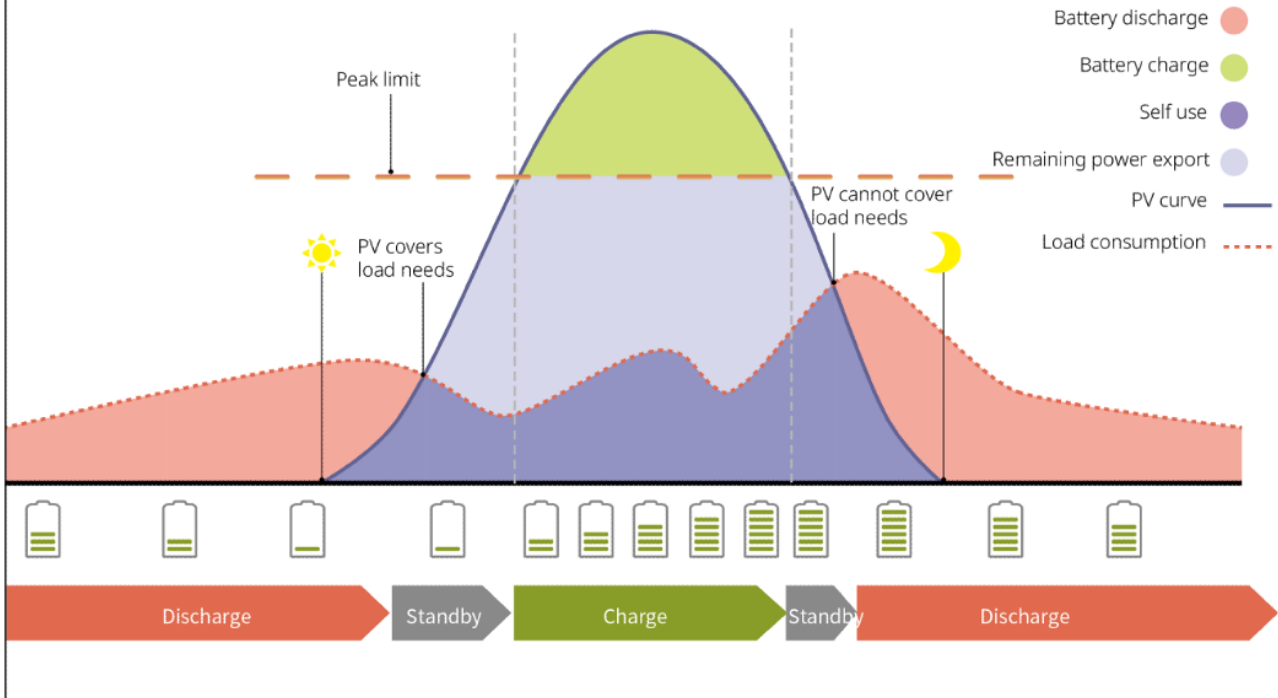 Battery discharge
Battery charge
Peak limit
Self use
Remaining power export
PV cannot cover
load needs
PV curve
PV covers
load needs
Load consumption
Discharge
Standby
Charge
Standby
Discharge